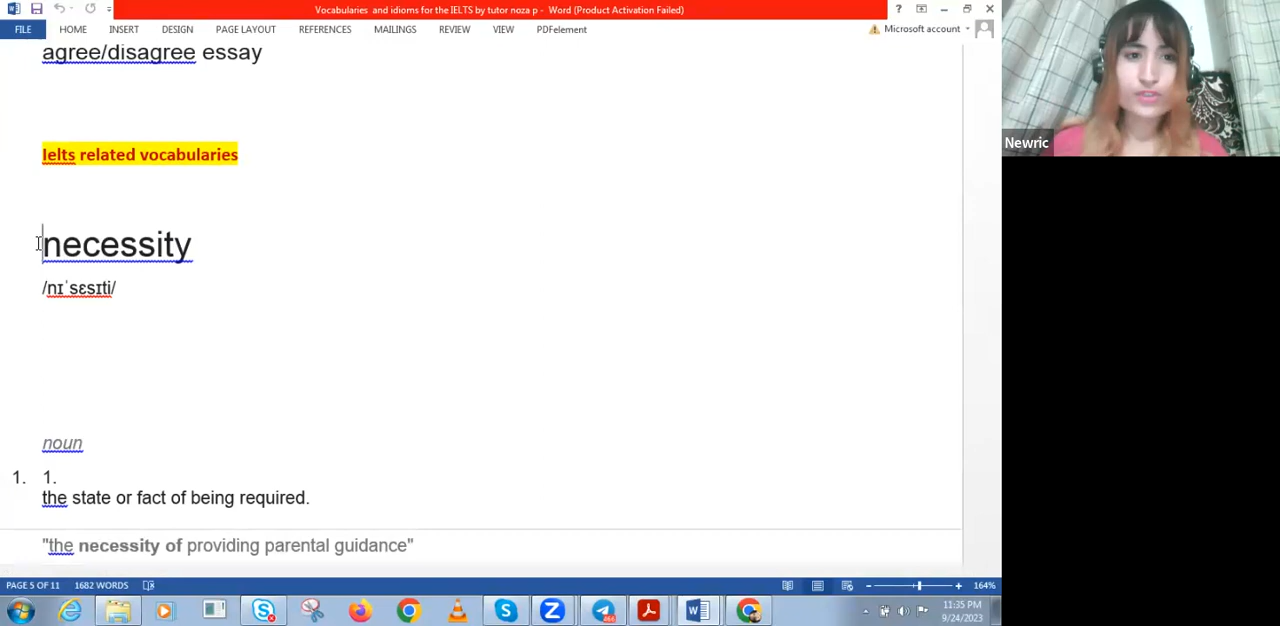 Vocabularies and idioms for the IELTS by tutor noza p - Word (Product Activation Failed)
FILE HOME INSERT DESIGN PAGE LAYOUT REFERENCES MAILINGS REVIEW VIEW PDFelement Microsoft account
agree/disagree essay
Newric
Ielts related vocabularies
necessity
/nɪˈsɛsɪti/
noun
1. 1.
the state or fact of being required.
"the necessity of providing parental guidance"
PAGE 5 OF 11 1682 WORDS 164%
11:35 PM
9/24/2023